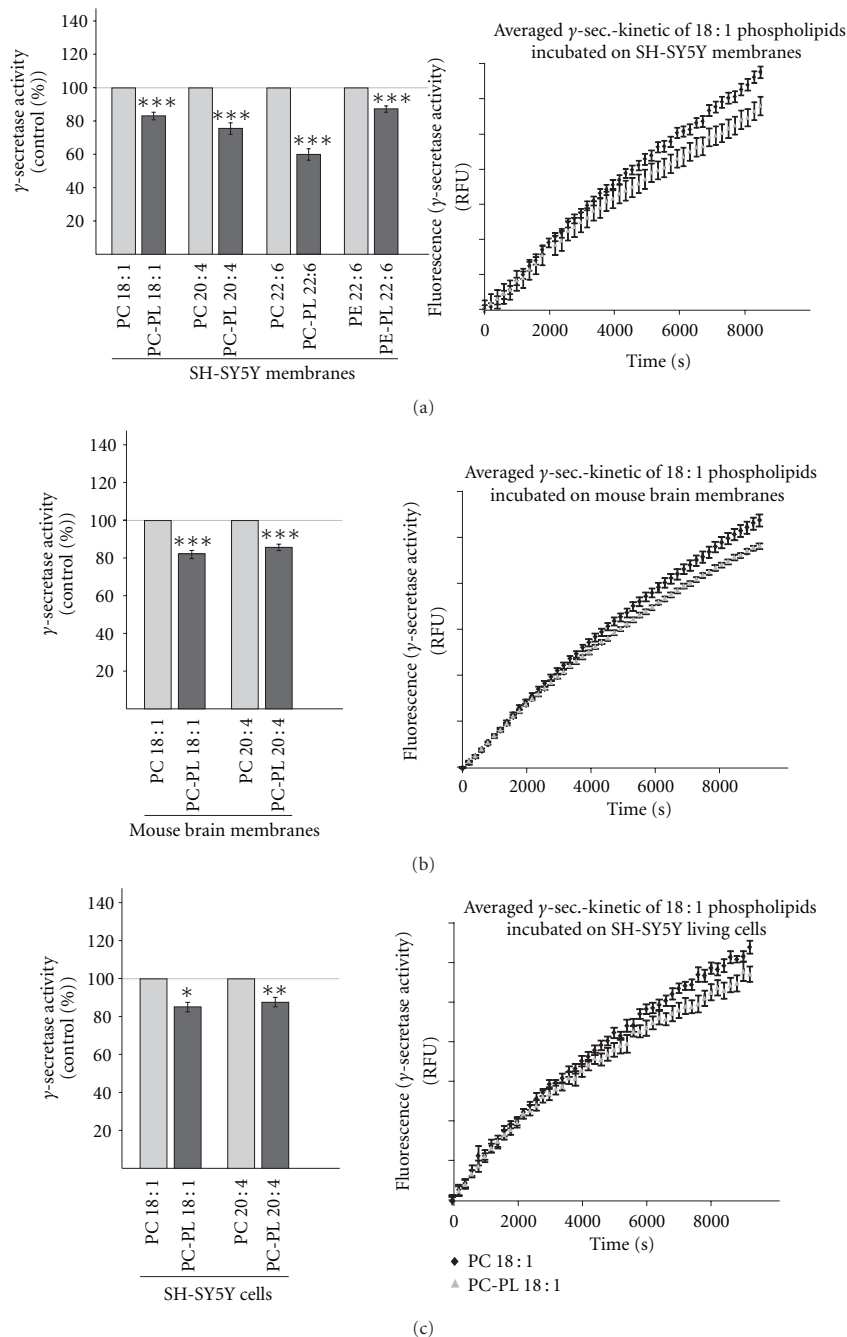 γ-secretase activity
(control (%))
140
120
100
80
60
40
20
***
***
***
***
PC 18 : 1
PC-PL 18 : 1
PC 20 : 4
PC-PL 20 : 4
PC 22 : 6
PC-PL 22:6
PE 22 : 6
PE-PL 22 : 6
SH-SY5Y membranes
Averaged γ-sec.-kinetic of 18 : 1 phospholipids
incubated on SH-SY5Y membranes
Fluorescence (γ-secretase activity)
(RFU)
0
2000
4000
6000
8000
Time (s)
(a)
γ-secretase activity
(control (%))
140
120
100
80
60
40
20
***
***
PC 18 : 1
PC-PL 18 : 1
PC 20 : 4
PC-PL 20 : 4
Mouse brain membranes
Averaged γ-sec.-kinetic of 18 : 1 phospholipids
incubated on mouse brain membranes
Fluorescence (γ-secretase activity)
(RFU)
0
2000
4000
6000
8000
Time (s)
(b)
γ-secretase activity
(control (%))
140
120
100
80
60
40
20
*
**
PC 18 : 1
PC-PL 18 : 1
PC 20 : 4
PC-PL 20 : 4
SH-SY5Y cells
Averaged γ-sec.-kinetic of 18 : 1 phospholipids
incubated on SH-SY5Y living cells
Fluorescence (γ-secretase activity)
(RFU)
0
2000
4000
6000
8000
Time (s)
PC 18 : 1
PC-PL 18 : 1
(c)